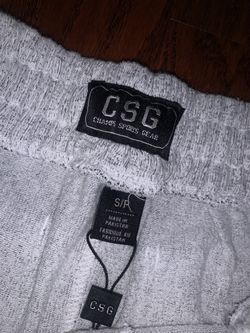 CSG
CHAMPS SPORTS GEAR
S/P
MADE IN
PAKISTAN
FABRIQUÉ AU
PAKISTAN
CSG